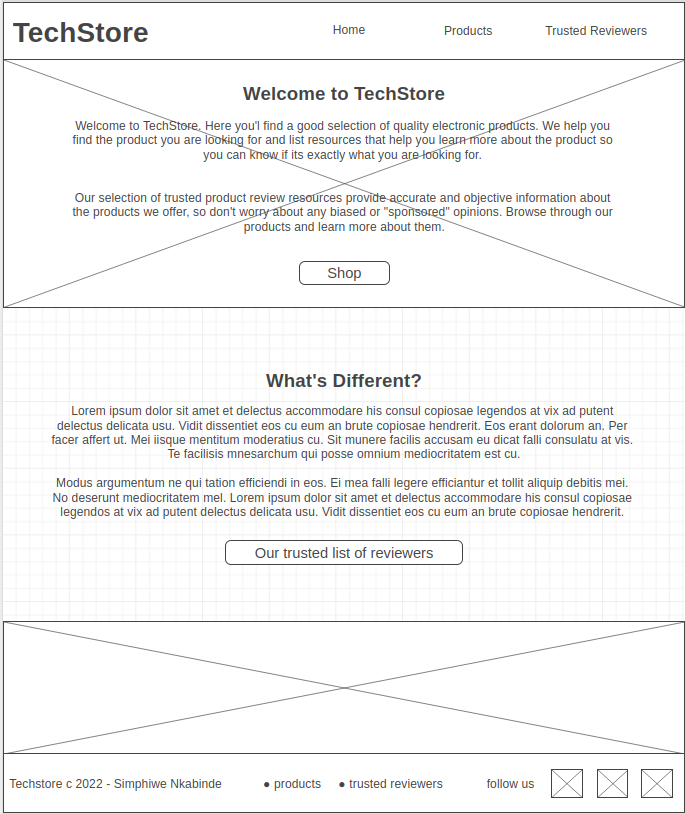 TechStore
Home
Products
Trusted Reviewers
Welcome to TechStore
Welcome to TechStore. Here you'l find a good selection of quality electronic products. We help you
find the product you are looking for and list resources that help you learn more about the product so
you can know if its exactly what you are looking for.
Our selection of trusted product review resources provide accurate and objective information about
the products we offer, so don't worry about any biased or "sponsored" opinions. Browse through our
products and learn more about them.
Shop
What's Different?
Lorem ipsum dolor sit amet et delectus accommodare his consul copiosae legendos at vix ad putent
delectus delicata usu. Vidit dissentiet eos cu eum an brute copiosae hendrerit. Eos erant dolorum an. Per
facer affert ut. Mei iisque mentitum moderatius cu. Sit munere facilis accusam eu dicat falli consulatu at vis.
Te facilisis mnesarchum qui posse omnium mediocritatem est cu.
Modus argumentum ne qui tation efficiendi in eos. Ei mea falli legere efficiantur et tollit aliquip debitis mei.
No deserunt mediocritatem mel. Lorem ipsum dolor sit amet et delectus accommodare his consul copiosae
legendos at vix ad putent delectus delicata usu. Vidit dissentiet eos cu eum an brute copiosae hendrerit.
Our trusted list of reviewers
Techstore c 2022 - Simphiwe Nkabinde
● products
● trusted reviewers
follow us